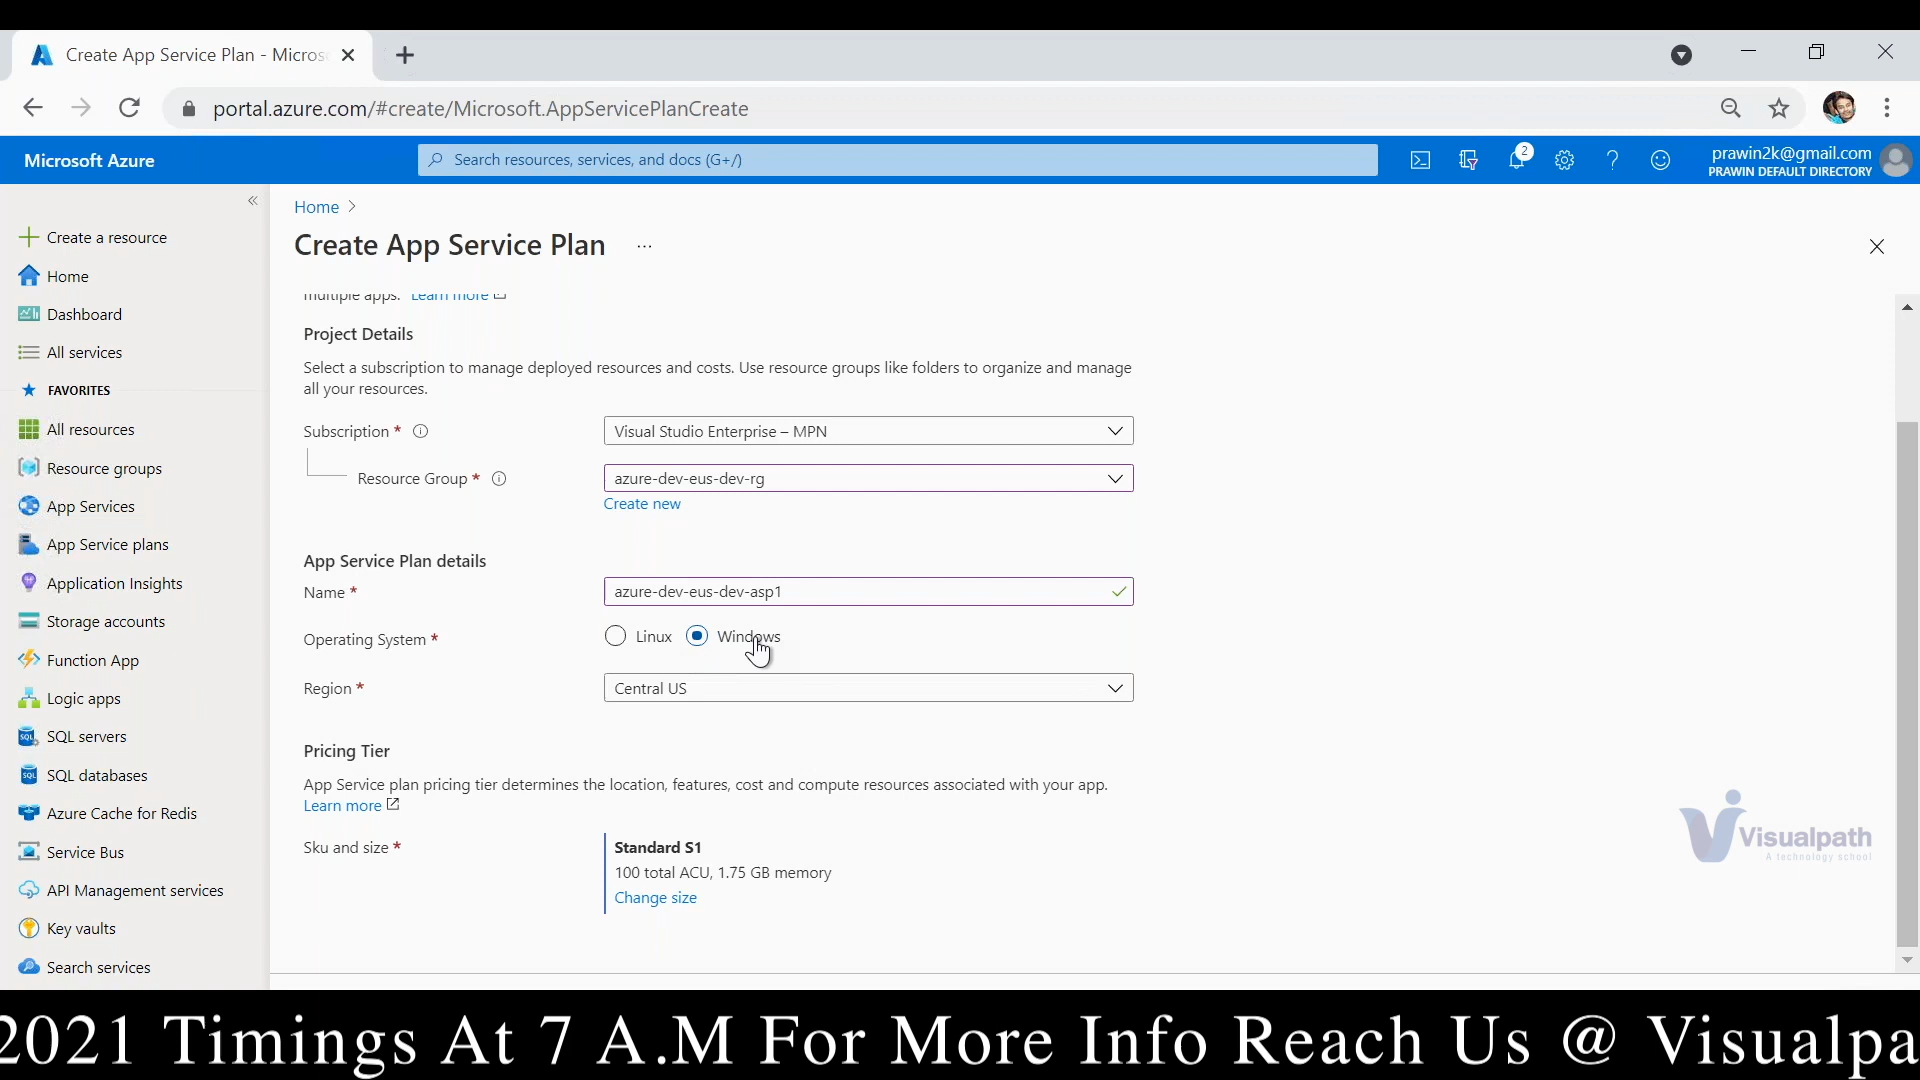 Create App Service Plan - Micros
portal.azure.com/#create/Microsoft.AppServicePlanCreate
Microsoft Azure
Search resources, services, and docs (G+/)
2
prawin2k@gmail.com
PRAWIN DEFAULT DIRECTORY
Create a resource
Home
Dashboard
All services
FAVORITES
All resources
Resource groups
App Services
App Service plans
Application Insights
Storage accounts
Function App
Logic apps
SQL servers
SQL databases
Azure Cache for Redis
Service Bus
API Management services
Key vaults
Search services
Home >
Create App Service Plan ...
multiple apps. Learn more
Project Details
Select a subscription to manage deployed resources and costs. Use resource groups like folders to organize and manage
all your resources.
Subscription *
Visual Studio Enterprise – MPN
Resource Group *
azure-dev-eus-dev-rg
Create new
App Service Plan details
Name *
azure-dev-eus-dev-asp1
Operating System *
Linux Windows
Region *
Central US
Pricing Tier
App Service plan pricing tier determines the location, features, cost and compute resources associated with your app.
Learn more
Sku and size *
Standard S1
100 total ACU, 1.75 GB memory
Change size
Visualpath
A technology school
2021 Timings At 7 A.M For More Info Reach Us @ Visualpa